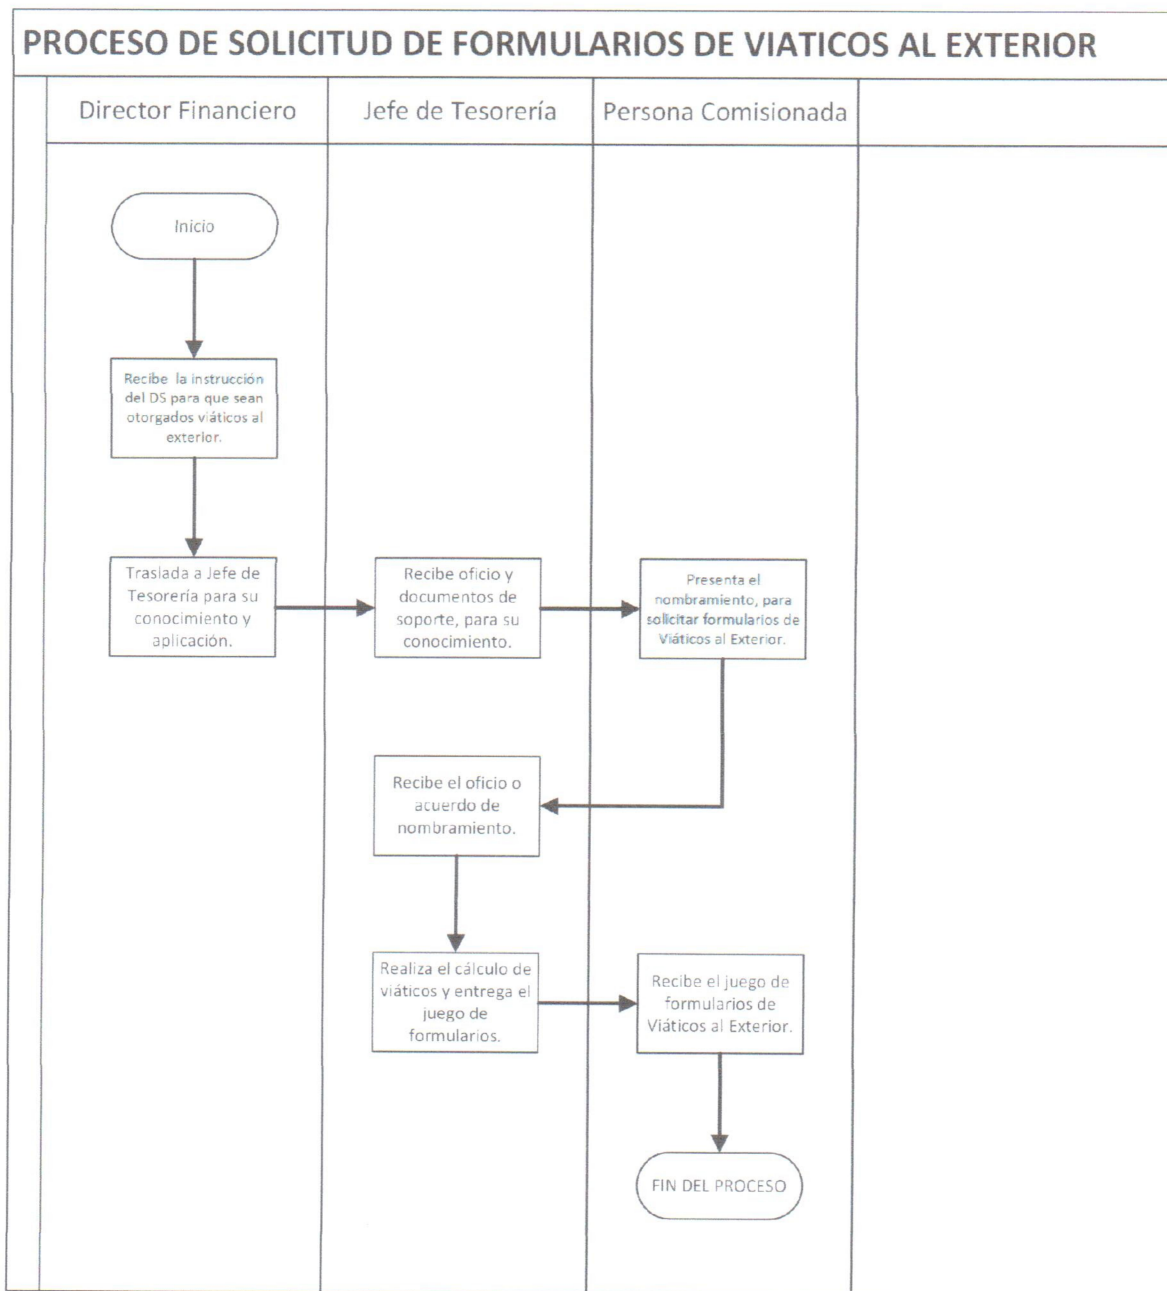 PROCESO DE SOLICITUD DE FORMULARIOS DE VIATICOS AL EXTERIOR
Director Financiero
Jefe de Tesorería
Persona Comisionada
Inicio
Recibe la instrucción
del DS para que sean
otorgados viáticos al
exterior.
Traslada a Jefe de
Tesorería para su
conocimiento y
aplicación.
Recibe oficio y
documentos de
soporte, para su
conocimiento.
Presenta el
nombramiento, para
solicitar formularios de
Viáticos al Exterior.
Recibe el oficio o
acuerdo de
nombramiento.
Realiza el cálculo de
viáticos y entrega el
juego de
formularios.
Recibe el juego de
formularios de
Viáticos al Exterior.
FIN DEL PROCESO